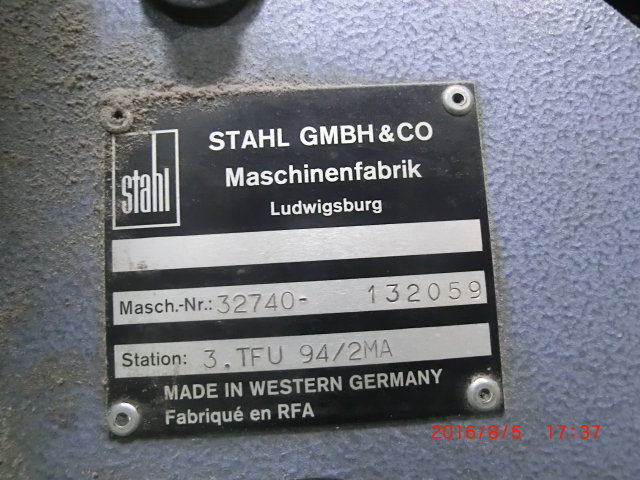 STAHL GMBH & CO
Maschinenfabrik
Ludwigsburg
stahl
Masch.-Nr.: 32740- 132059
Station: 3.TFU 94/2MA
MADE IN WESTERN GERMANY
Fabriqué en RFA
2016/8/5 17:37